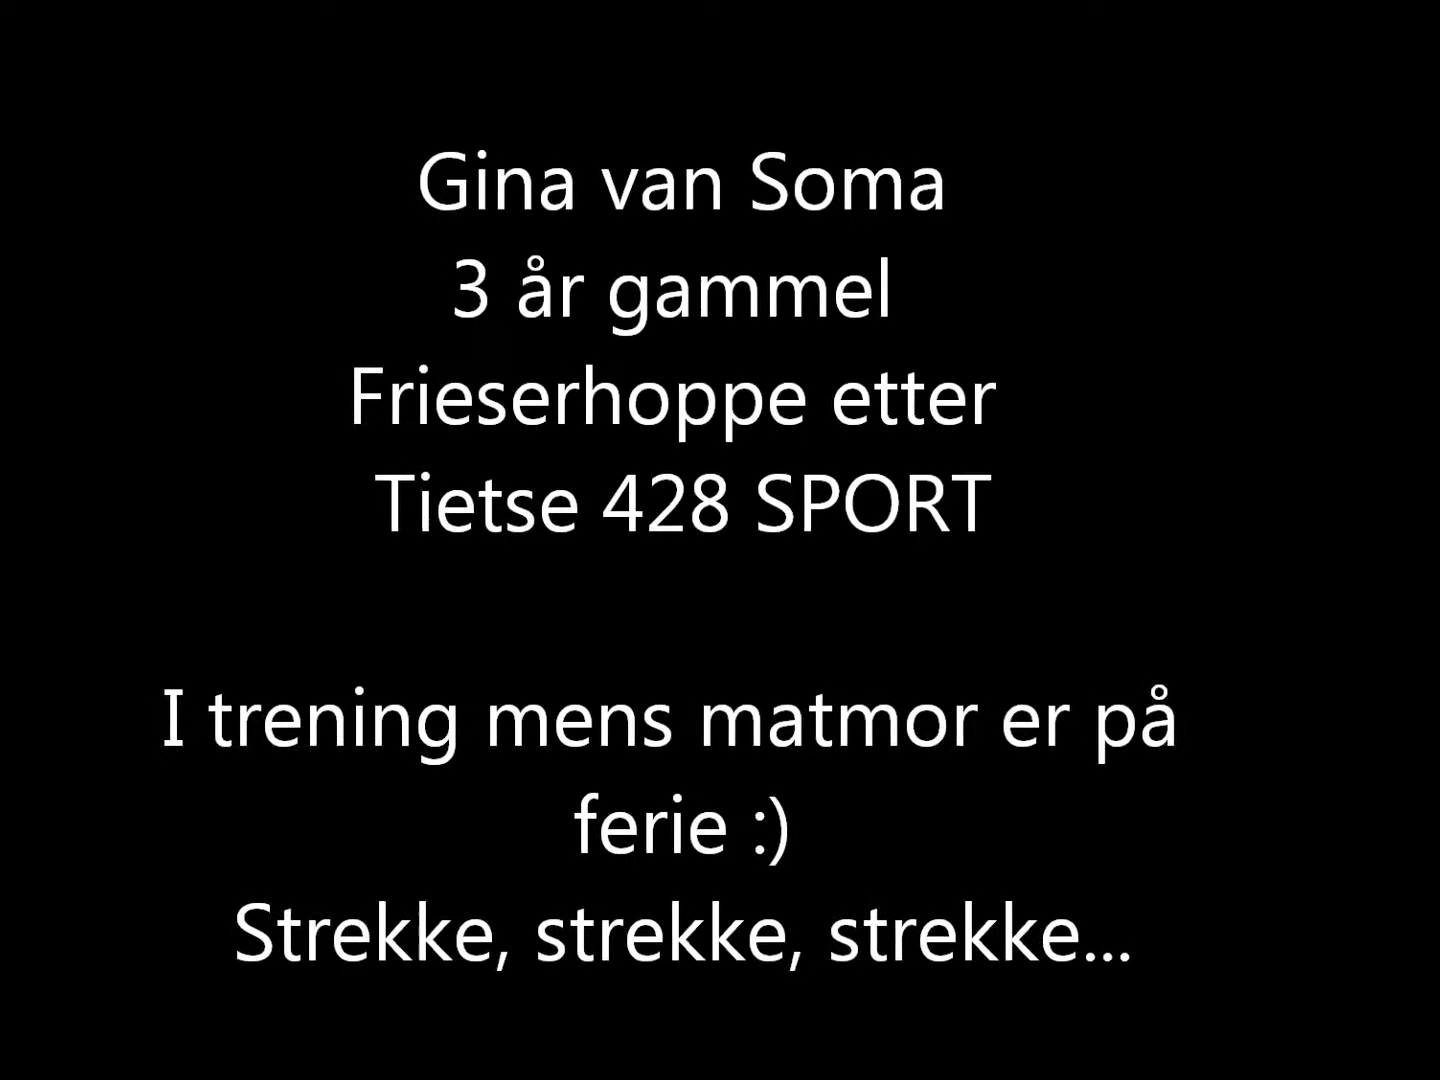 Gina van Soma
3 år gammel
Frieserhoppe etter
Tietse 428 SPORT
I trening mens matmor er på
ferie :)
Strekke, strekke, strekke...